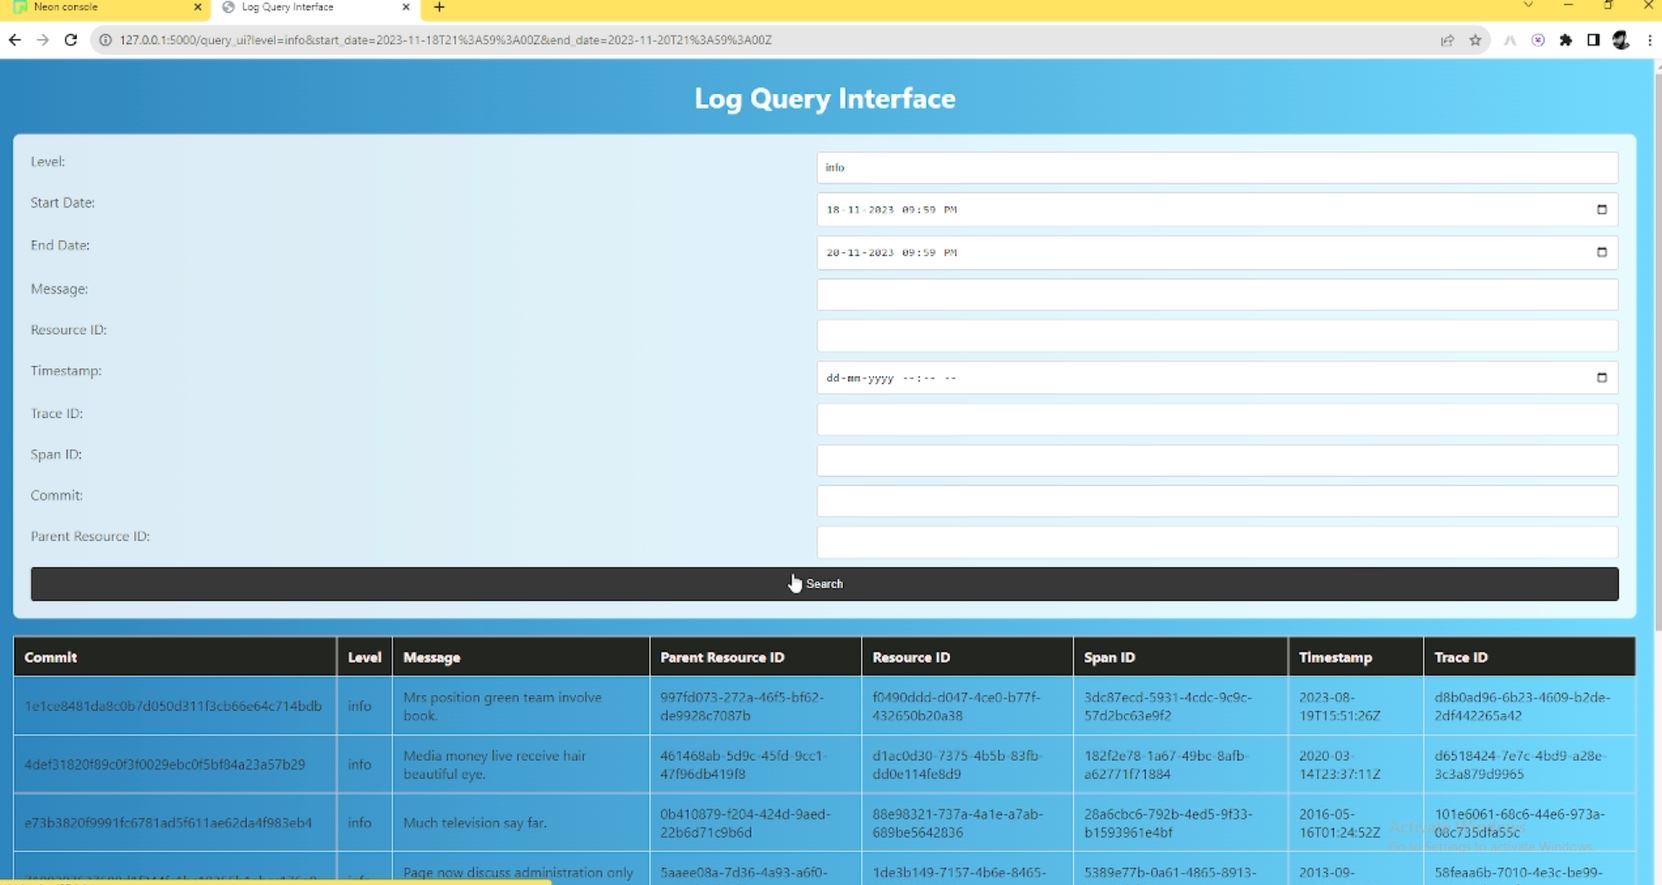 Neon console
Log Query Interface
127.0.0.1:5000/query_ui?level=info&start_date=2023-11-18T21%3A59%3A00Z&end_date=2023-11-20T21%3A59%3A00Z
Log Query Interface
Level:
info
Start Date:
18-11-2023 09:59 PM
End Date:
20-11-2023 09:59 PM
Message:
Resource ID:
Timestamp:
dd-mm-yyyy --:-- --
Trace ID:
Span ID:
Commit:
Parent Resource ID:
Search
Commit Level Message Parent Resource ID Resource ID Span ID Timestamp Trace ID
1e1ce8481da8c0b7d050d311f3cb66e64c714bdb info Mrs position green team involve book. 997fd073-272a-46f5-bf62-de9928c7087b f0490ddd-d047-4ce0-b77f-432650b20a38 3dc87ecd-5931-4cdc-9c9c-57d2bc63e9f2 2023-08-19T15:51:26Z d8b0ad96-6b23-4609-b2de-2df442265a42
4def31820f89c0f3f0029ebc0f5bf84a23a57b29 info Media money live receive hair beautiful eye. 461468ab-5d9c-45fd-9cc1-47f96db419f8 d1ac0d30-7375-4b5b-83fb-dd0e114fe8d9 182f2e78-1a67-49bc-8afb-a62771f71884 2020-03-14T23:37:11Z d6518424-7e7c-4bd9-a28e-3c3a879d9965
e73b3820f9991fc6781ad5f611ae62da4f983eb4 info Much television say far. 0b410879-f204-424d-9aed-22b6d71c9b6d 88e98321-737a-4a1e-a7ab-689be5642836 28a6cbc6-792b-4ed5-9f33-b1593961e4bf 2016-05-16T01:24:52Z 101e6061-68c6-44e6-973a-08c735dfa55c
Page now discuss administration only 5aaee08a-7d36-4a93-a6f0- 1de3b149-7157-4b6e-8465- 5389e77b-0a61-4865-8913- 2013-09- 58feaa6b-7010-4e3c-be99-
Go to Settings to activate Windows.